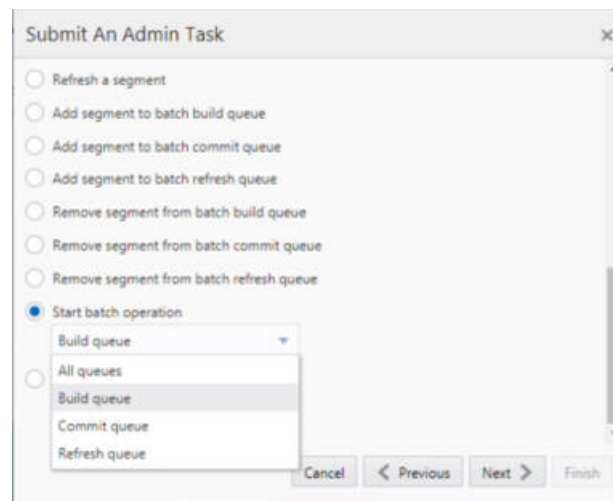 Submit An Admin Task
Refresh a segment
Add segment to batch build queue
Add segment to batch commit queue
Add segment to batch refresh queue
Remove segment from batch build queue
Remove segment from batch commit queue
Remove segment from batch refresh queue
Start batch operation
Build queue
All queues
Build queue
Commit queue
Refresh queue
Cancel Previous Next Finish